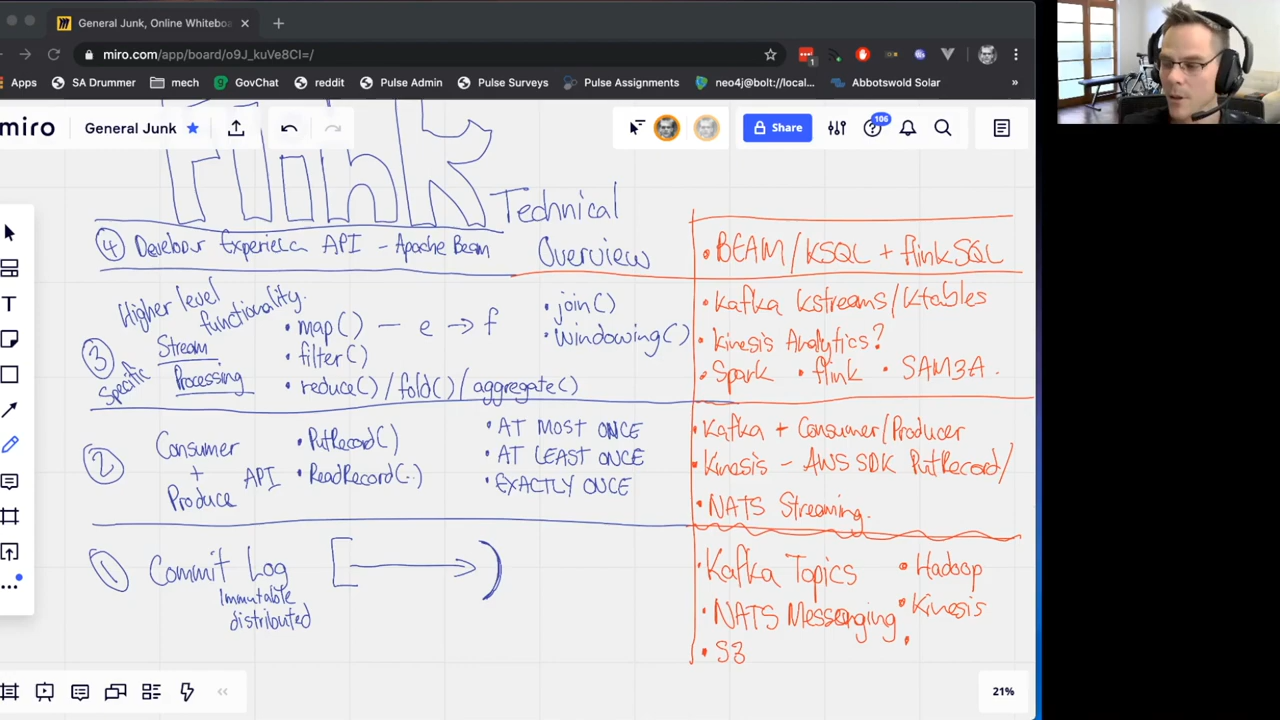 General Junk, Online Whiteboa
miro.com/app/board/o9J_kuVe8CI=/
Apps
SA Drummer
mech
GovChat
reddit
Pulse Admin
Pulse Surveys
Pulse Assignments
neo4j@bolt://local...
Abbotswold Solar
»
miro
General Junk
Share
106
Flink
Technical
Overview
④ Developer Experience API - Apache Beam
• BEAM/KSQL + flinkSQL
Higher level
functionality.
③ Stream
Specific Processing
• map() — e → f
• filter()
• reduce()/fold()/aggregate()
• join()
• windowing()
• Kafka Kstreams/Ktables
• Kinesis Analytics?
• Spark • flink • SAMZA.
② Consumer
+
Produce
API
• PutRecord()
• ReadRecord(..)
• AT MOST ONCE
• AT LEAST ONCE
• EXACTLY ONCE
• Kafka + Consumer/Producer
• Kinesis - AWS SDK PutRecord/
• NATS Streaming.
① Commit Log
Immutable
distributed
• Kafka Topics
• Hadoop
• NATS Messaging
• Kinesis
• S3
21%